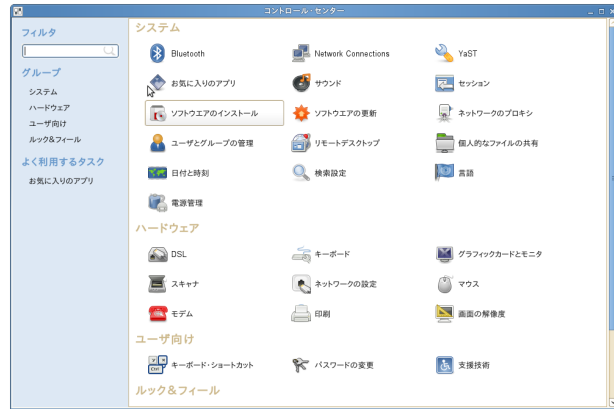 コントロール・センター
フィルタ
グループ
システム
ハードウェア
ユーザ向け
ルック&フィール
よく利用するタスク
お気に入りのアプリ
システム
Bluetooth
Network Connections
YaST
お気に入りのアプリ
サウンド
セッション
ソフトウエアのインストール
ソフトウエアの更新
ネットワークのプロキシ
ユーザとグループの管理
リモートデスクトップ
個人的なファイルの共有
日付と時刻
検索設定
言語
電源管理
ハードウェア
DSL
キーボード
グラフィックカードとモニタ
スキャナ
ネットワークの設定
マウス
モデム
印刷
画面の解像度
ユーザ向け
Ctrl
キーボード・ショートカット
パスワードの変更
支援技術
ルック&フィール